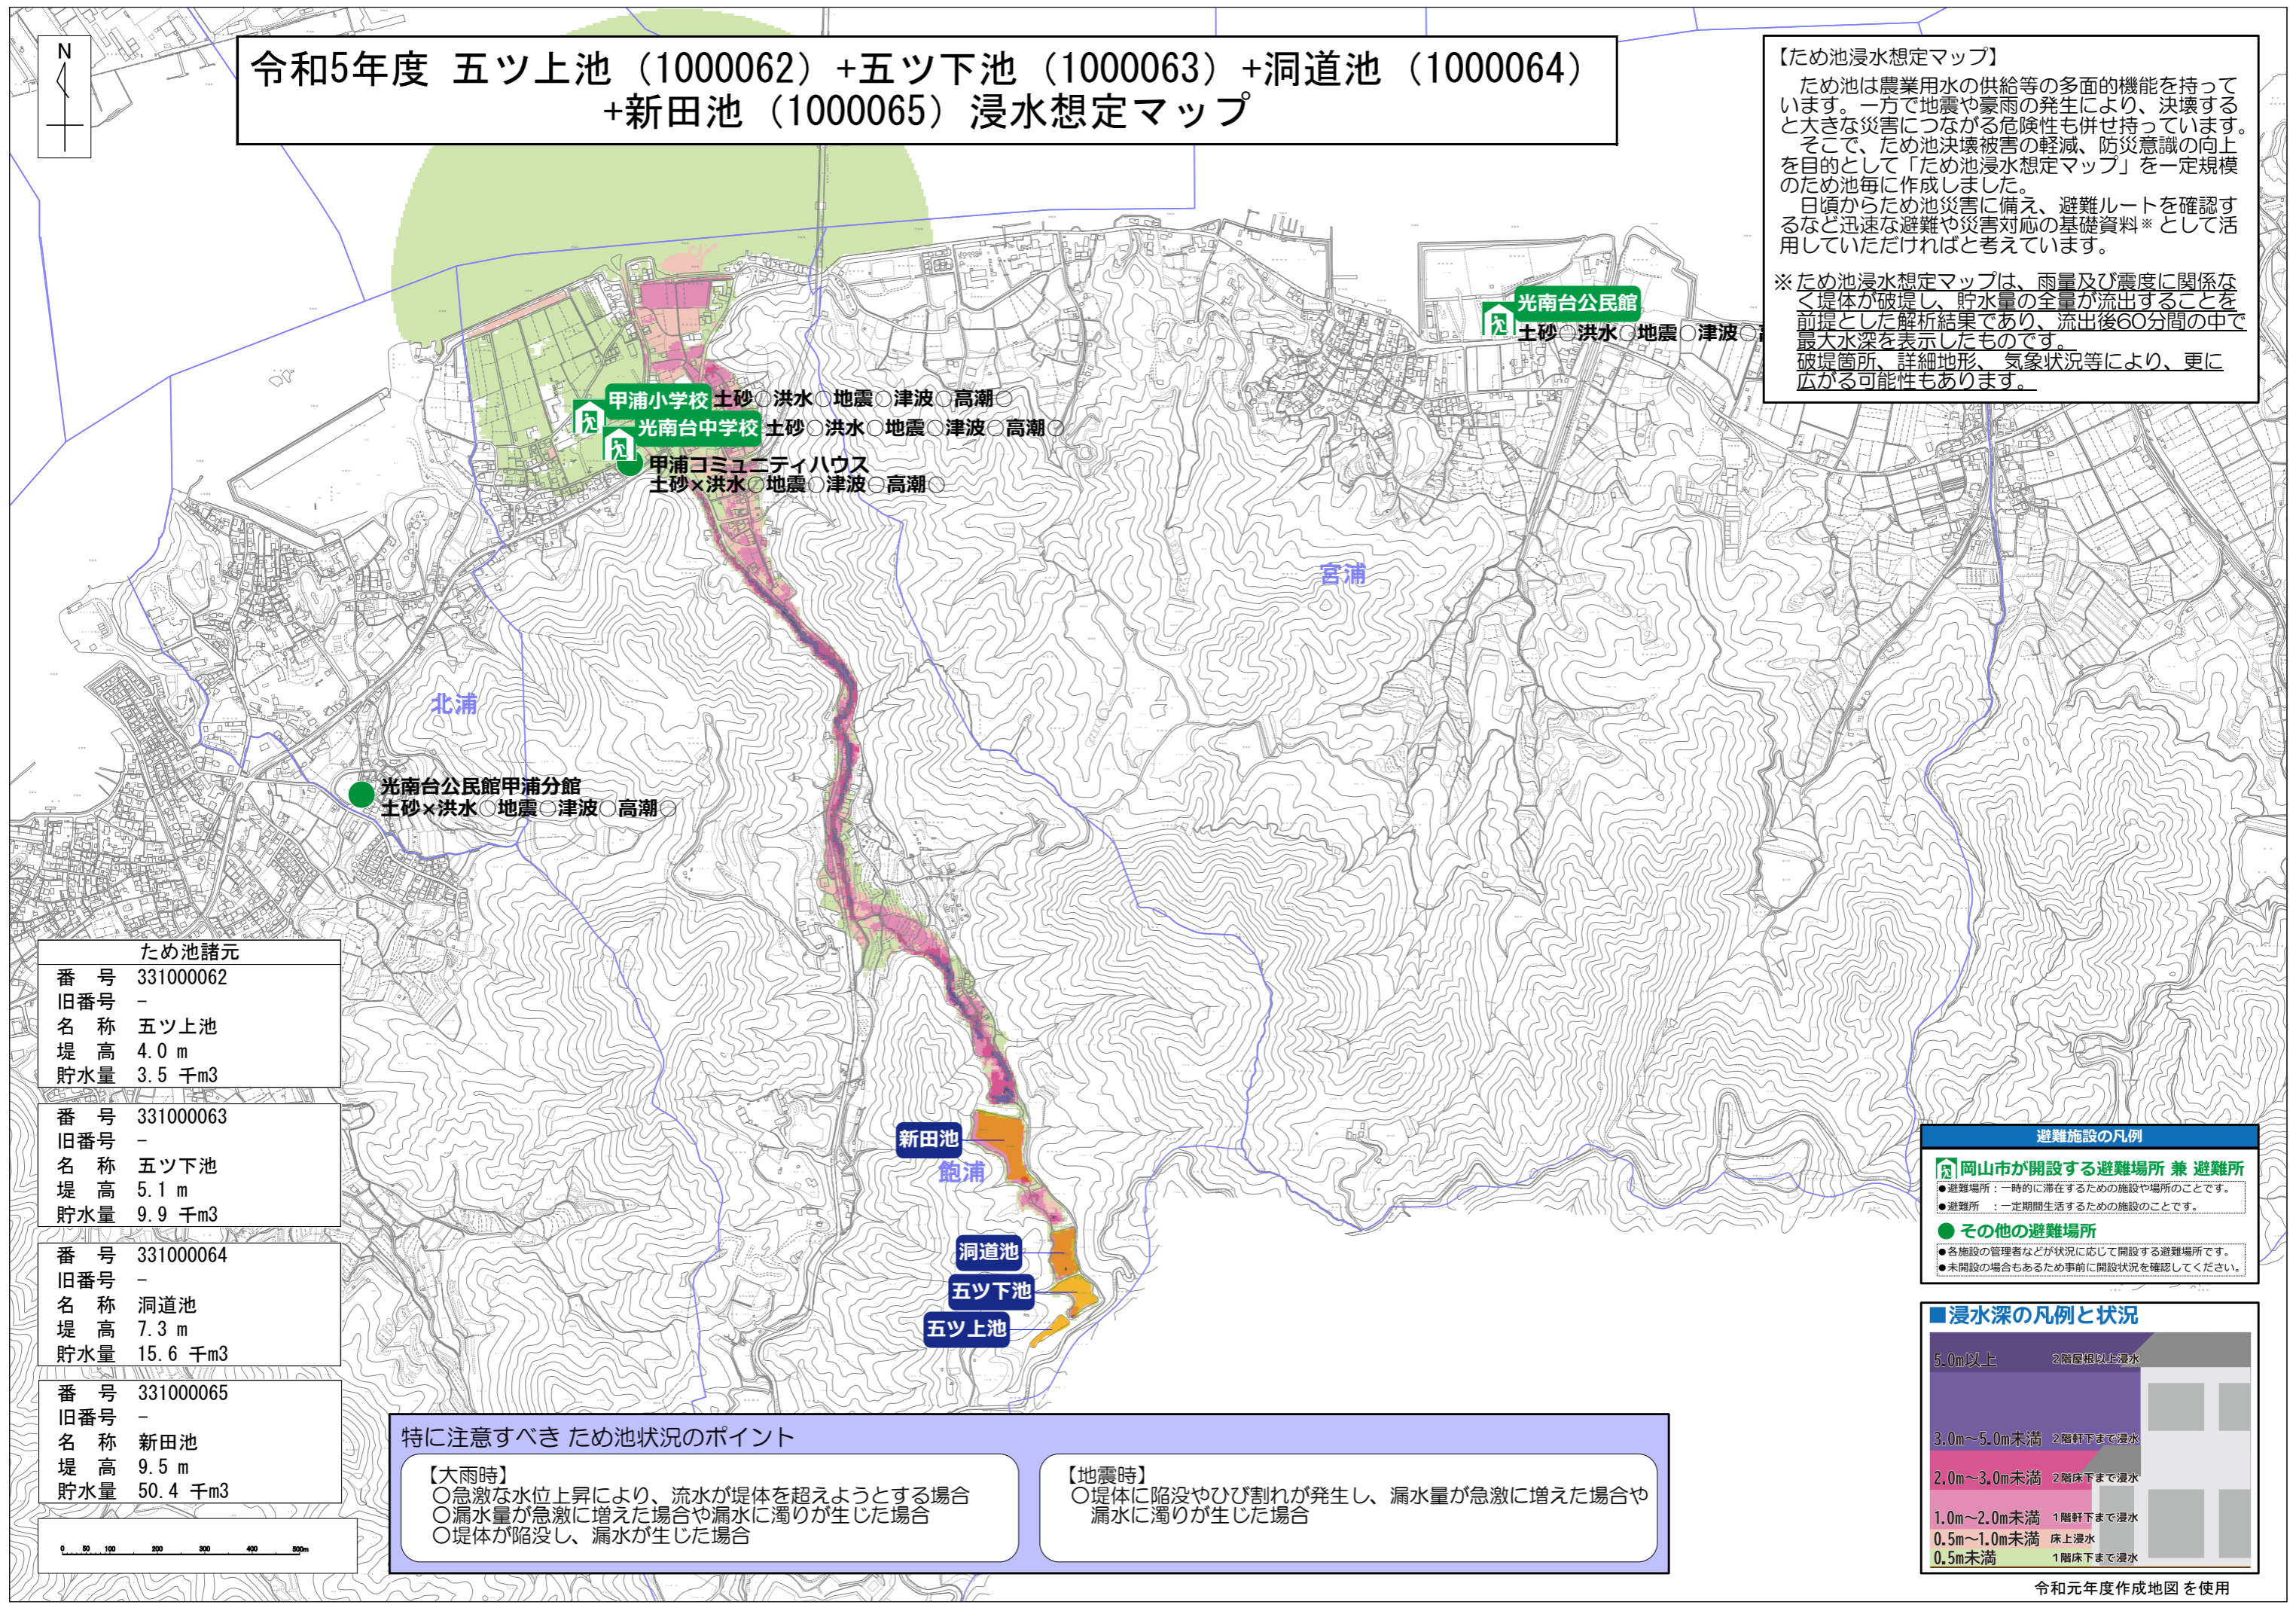 N
令和5年度 五ツ上池（1000062）+五ツ下池（1000063）+洞道池（1000064）
+新田池（1000065）浸水想定マップ
【ため池浸水想定マップ】
ため池は農業用水の供給等の多面的機能を持って
います。一方で地震や豪雨の発生により、決壊する
と大きな災害につながる危険性も併せ持っています。
そこで、ため池決壊被害の軽減、防災意識の向上
を目的として「ため池浸水想定マップ」を一定規模
のため池毎に作成しました。
日頃からため池災害に備え、避難ルートを確認す
るなど迅速な避難や災害対応の基礎資料※として活
用していただければと考えています。
※ため池浸水想定マップは、雨量及び震度に関係な
く堤体が破堤し、貯水量の全量が流出することを
前提とした解析結果であり、流出後60分間の中で
最大水深を表示したものです。
破堤箇所、詳細地形、気象状況等により、更に
広がる可能性もあります。
光南台公民館
土砂○洪水○地震○津波○高
甲浦小学校 土砂○洪水○地震○津波○高潮○
光南台中学校 土砂○洪水○地震○津波○高潮○
甲浦コミュニティハウス
土砂×洪水○地震○津波○高潮○
宮浦
北浦
光南台公民館甲浦分館
土砂×洪水○地震○津波○高潮○
新田池
飽浦
洞道池
五ツ下池
五ツ上池
ため池諸元
番 号 331000062
旧番号 -
名 称 五ツ上池
堤 高 4.0 m
貯水量 3.5 千m3
番 号 331000063
旧番号 -
名 称 五ツ下池
堤 高 5.1 m
貯水量 9.9 千m3
番 号 331000064
旧番号 -
名 称 洞道池
堤 高 7.3 m
貯水量 15.6 千m3
番 号 331000065
旧番号 -
名 称 新田池
堤 高 9.5 m
貯水量 50.4 千m3
0 50 100 200 300 400 500m
特に注意すべき ため池状況のポイント
【大雨時】
○急激な水位上昇により、流水が堤体を超えようとする場合
○漏水量が急激に増えた場合や漏水に濁りが生じた場合
○堤体が陥没し、漏水が生じた場合
【地震時】
○堤体に陥没やひび割れが発生し、漏水量が急激に増えた場合や
漏水に濁りが生じた場合
避難施設の凡例
岡山市が開設する避難場所 兼 避難所
●避難場所：一時的に滞在するための施設や場所のことです。
●避難所 ：一定期間生活するための施設のことです。
●その他の避難場所
●各施設の管理者などが状況に応じて開設する避難場所です。
●未開設の場合もあるため事前に開設状況を確認してください。
■浸水深の凡例と状況
5.0m以上 2階屋根以上浸水
3.0m～5.0m未満 2階軒下まで浸水
2.0m～3.0m未満 2階床下まで浸水
1.0m～2.0m未満 1階軒下まで浸水
0.5m～1.0m未満 床上浸水
0.5m未満 1階床下まで浸水
令和元年度作成地図を使用